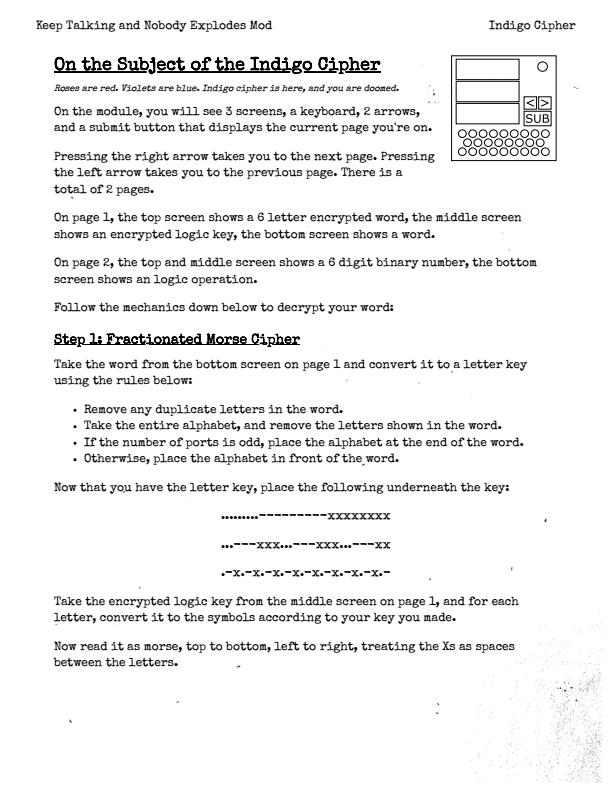 Keep Talking and Nobody Explodes Mod
Indigo Cipher
On the Subject of the Indigo Cipher
Roses are red. Violets are blue. Indigo cipher is here, and you are doomed.
On the module, you will see 3 screens, a keyboard, 2 arrows,
and a submit button that displays the current page you're on.
< >
SUB
Pressing the right arrow takes you to the next page. Pressing
the left arrow takes you to the previous page. There is a
total of 2 pages.
On page 1, the top screen shows a 6 letter encrypted word, the middle screen
shows an encrypted logic key, the bottom screen shows a word.
On page 2, the top and middle screen shows a 6 digit binary number, the bottom
screen shows an logic operation.
Follow the mechanics down below to decrypt your word:
Step 1: Fractionated Morse Cipher
Take the word from the bottom screen on page 1 and convert it to a letter key
using the rules below:
• Remove any duplicate letters in the word.
• Take the entire alphabet, and remove the letters shown in the word.
• If the number of ports is odd, place the alphabet at the end of the word.
• Otherwise, place the alphabet in front of the word.
Now that you have the letter key, place the following underneath the key:
.........---------xxxxxxxx
...---xxx...---xxx...---xx
.-x.-x.-x.-x.-x.-x.-x.-x.-
Take the encrypted logic key from the middle screen on page 1, and for each
letter, convert it to the symbols according to your key you made.
Now read it as morse, top to bottom, left to right, treating the Xs as spaces
between the letters.